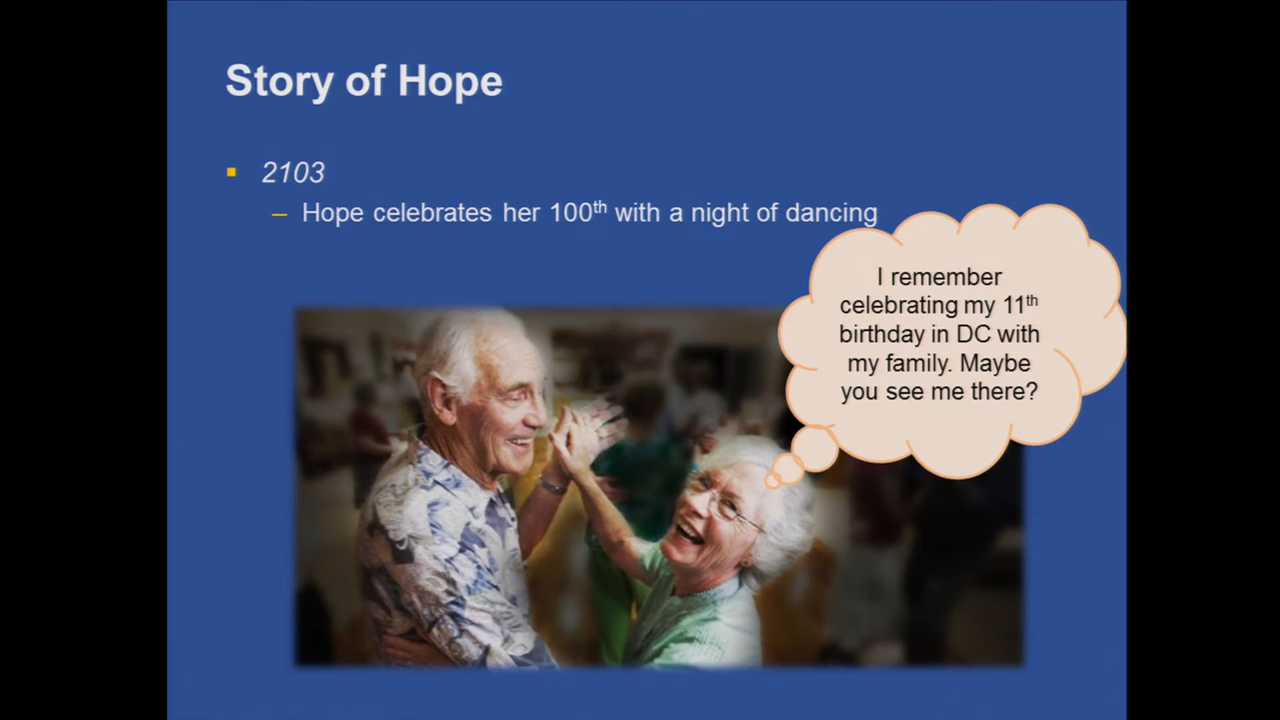 Story of Hope
2103
– Hope celebrates her 100th with a night of dancing
I remember
celebrating my 11th
birthday in DC with
my family. Maybe
you see me there?